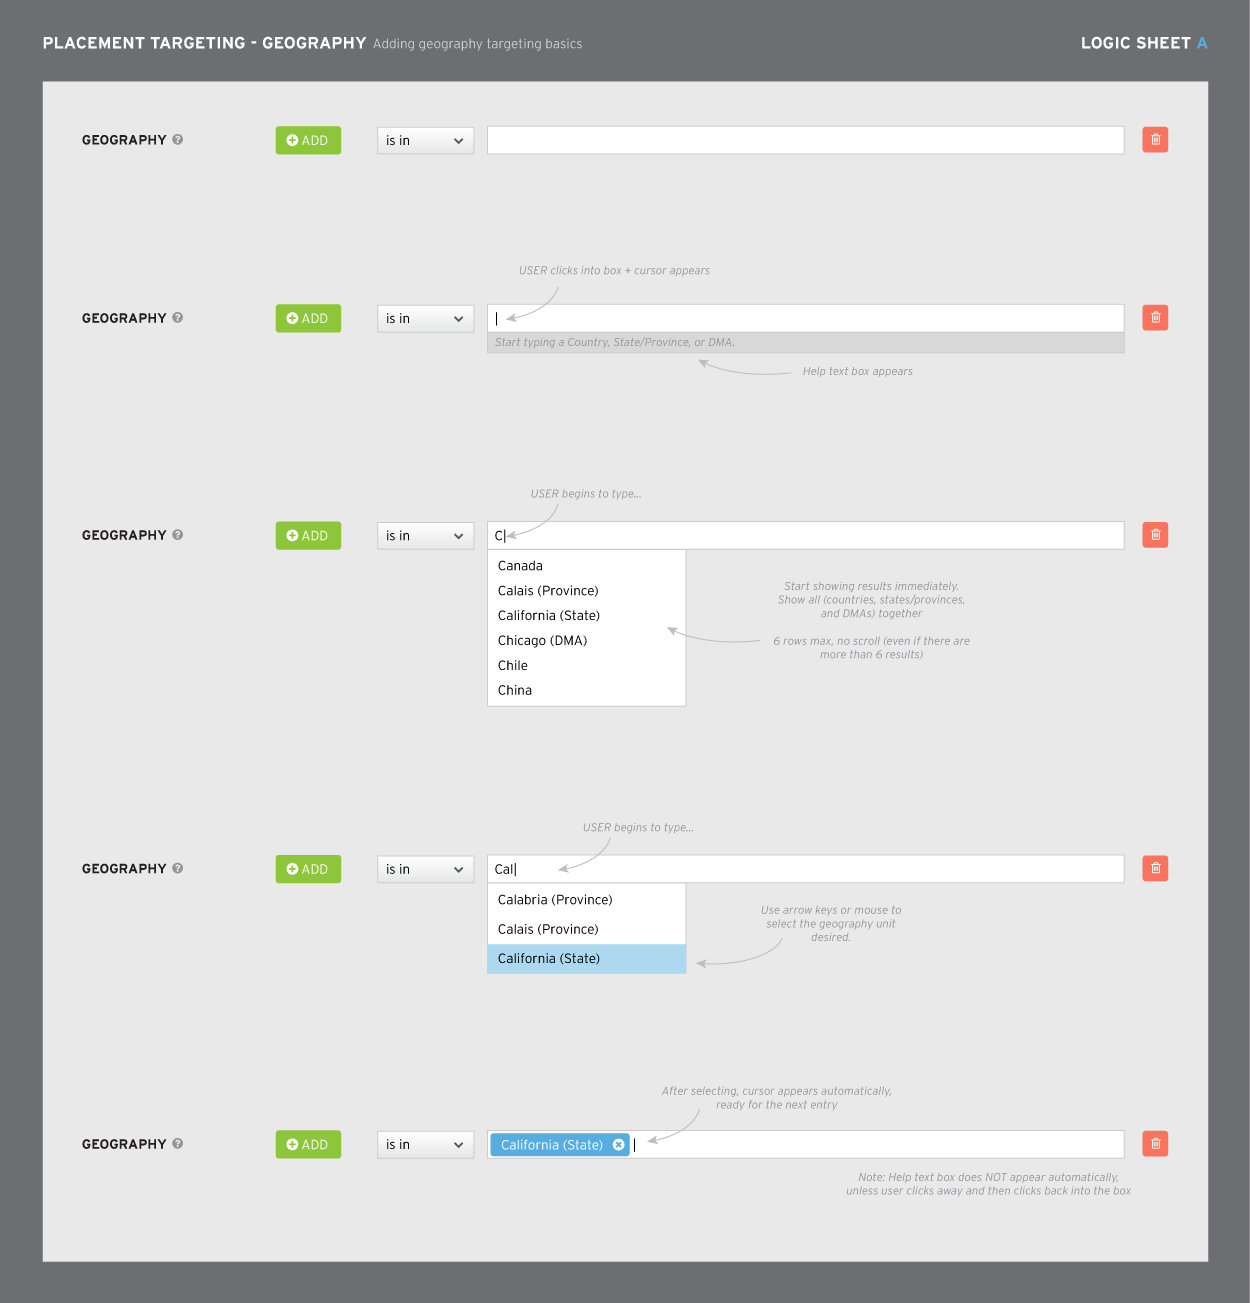 PLACEMENT TARGETING - GEOGRAPHY Adding geography targeting basics
LOGIC SHEET A
GEOGRAPHY ?
ADD
is in
USER clicks into box + cursor appears
GEOGRAPHY ?
ADD
is in
Start typing a Country, State/Province, or DMA.
Help text box appears
USER begins to type...
GEOGRAPHY ?
ADD
is in
C
Canada
Calais (Province)
California (State)
Chicago (DMA)
Chile
China
Start showing results immediately.
Show all (countries, states/provinces,
and DMAs) together
6 rows max, no scroll (even if there are
more than 6 results)
USER begins to type...
GEOGRAPHY ?
ADD
is in
Cal
Calabria (Province)
Calais (Province)
California (State)
Use arrow keys or mouse to
select the geography unit
desired.
After selecting, cursor appears automatically,
ready for the next entry
GEOGRAPHY ?
ADD
is in
California (State)
Note: Help text box does NOT appear automatically,
unless user clicks away and then clicks back into the box